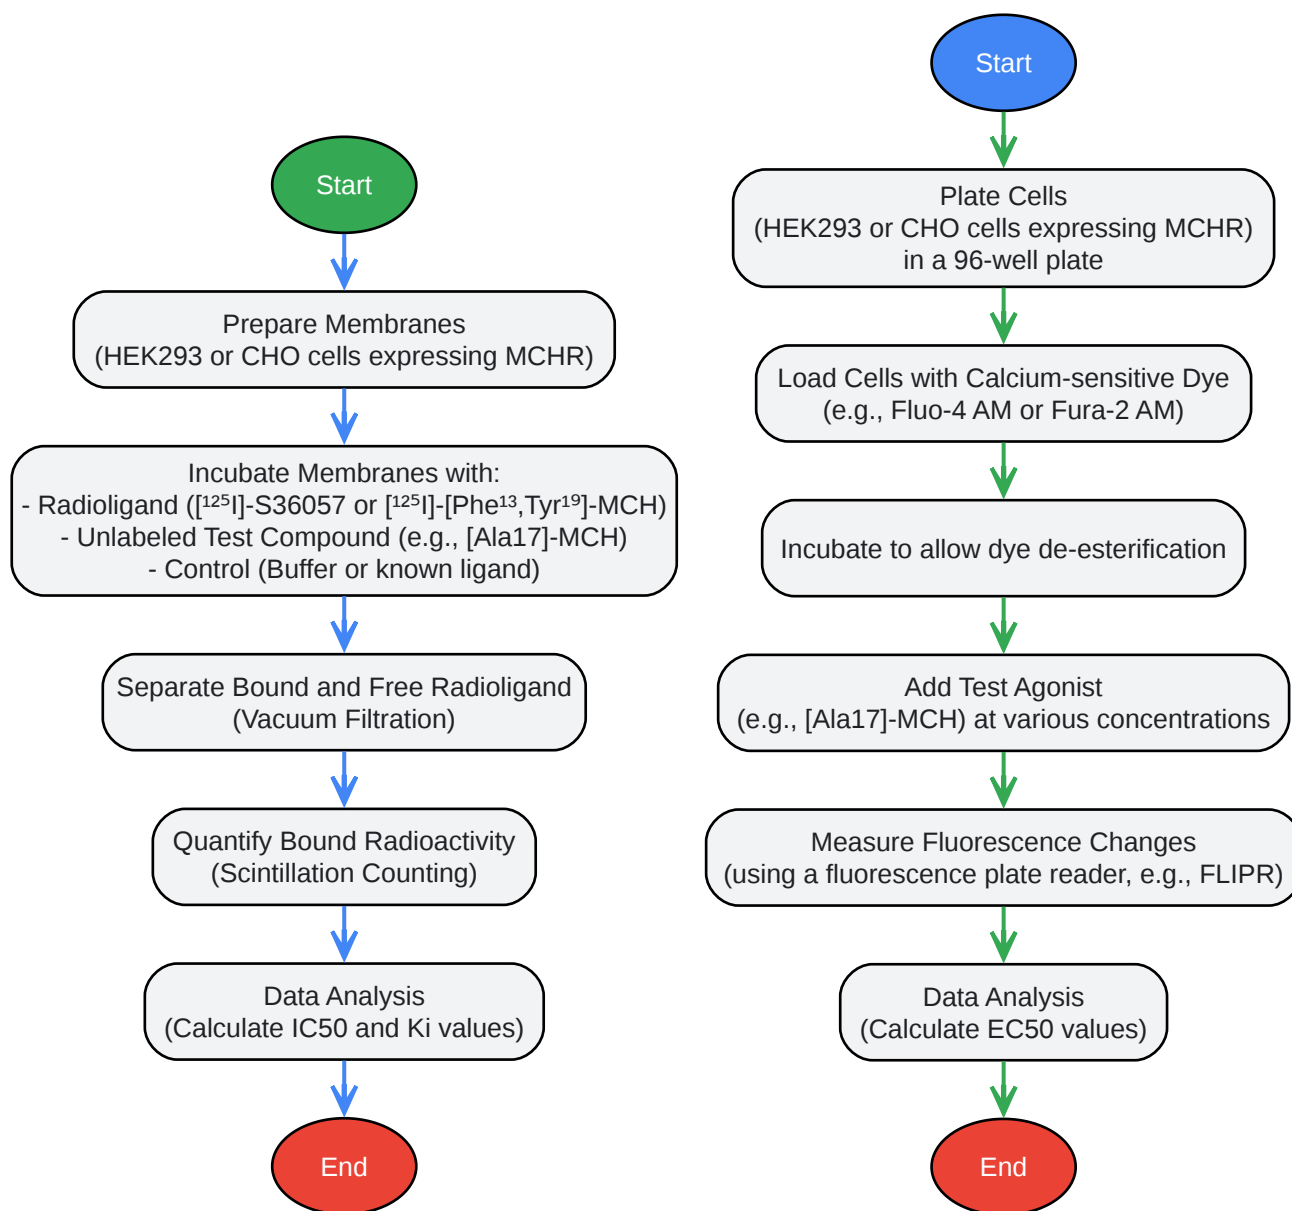 Start
Prepare Membranes
(HEK293 or CHO cells expressing MCHR)
Incubate Membranes with:
- Radioligand ([¹²⁵I]-S36057 or [¹²⁵I]-[Phe¹³,Tyr¹⁹]-MCH)
- Unlabeled Test Compound (e.g., [Ala17]-MCH)
- Control (Buffer or known ligand)
Separate Bound and Free Radioligand
(Vacuum Filtration)
Quantify Bound Radioactivity
(Scintillation Counting)
Data Analysis
(Calculate IC50 and Ki values)
End
Start
Plate Cells
(HEK293 or CHO cells expressing MCHR)
in a 96-well plate
Load Cells with Calcium-sensitive Dye
(e.g., Fluo-4 AM or Fura-2 AM)
Incubate to allow dye de-esterification
Add Test Agonist
(e.g., [Ala17]-MCH) at various concentrations
Measure Fluorescence Changes
(using a fluorescence plate reader, e.g., FLIPR)
Data Analysis
(Calculate EC50 values)
End